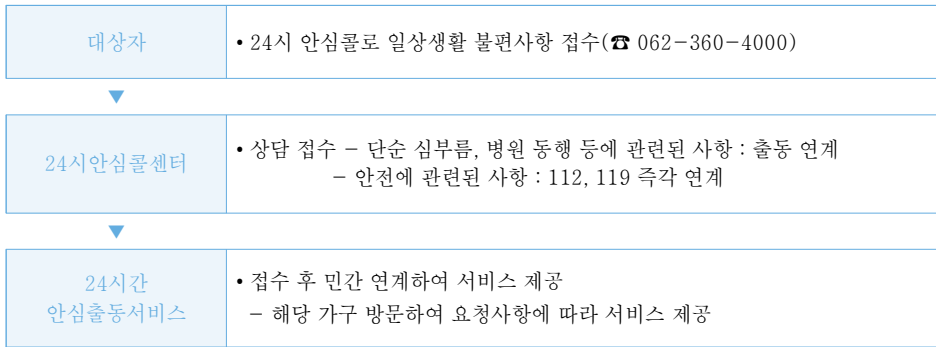 대상자
• 24시 안심콜로 일상생활 불편사항 접수(☎ 062-360-4000)
▼
24시안심콜센터
• 상담 접수 - 단순 심부름, 병원 동행 등에 관련된 사항 : 출동 연계
- 안전에 관련된 사항 : 112, 119 즉각 연계
▼
24시간
안심출동서비스
• 접수 후 민간 연계하여 서비스 제공
- 해당 가구 방문하여 요청사항에 따라 서비스 제공